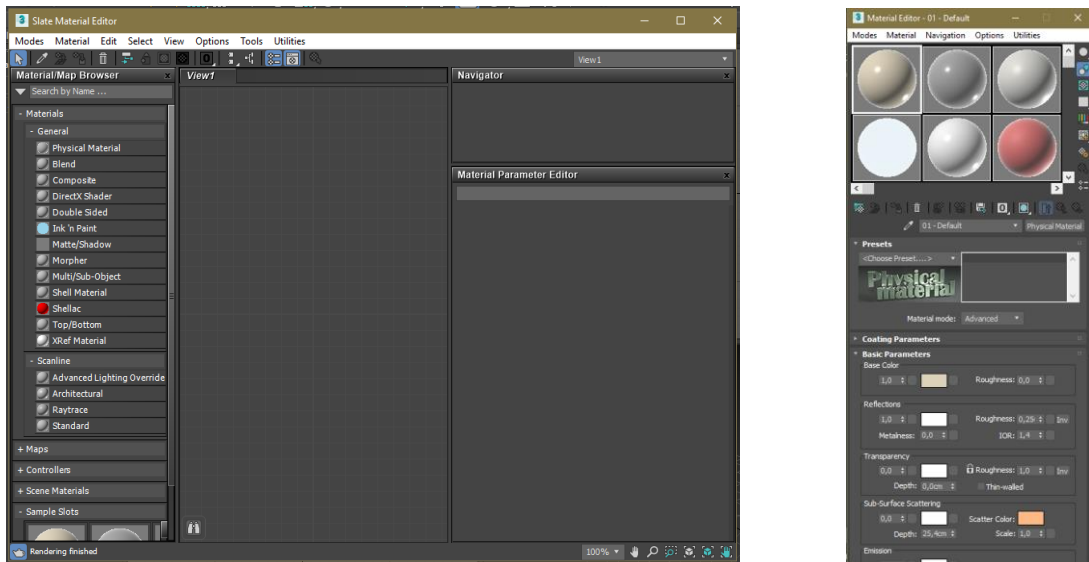 Slate Material Editor
Modes Material Edit Select View Options Tools Utilities
View1
Material/Map Browser
Search by Name ...
- Materials
- General
Physical Material
Blend
Composite
DirectX Shader
Double Sided
Ink 'n Paint
Matte/Shadow
Morpher
Multi/Sub-Object
Shell Material
Shellac
Top/Bottom
XRef Material
- Scanline
Advanced Lighting Override
Architectural
Raytrace
Standard
+ Maps
+ Controllers
+ Scene Materials
- Sample Slots
Rendering finished
View1
Navigator
Material Parameter Editor
100%
Material Editor - 01 - Default
Modes Material Navigation Options Utilities
01 - Default Physical Material
Presets
<Choose Preset....>
Physical material
Material mode: Advanced
Coating Parameters
Basic Parameters
Base Color
1,0 Roughness: 0,0
Reflections
1,0 Roughness: 0,25 Inv
Metalness: 0,0 IOR: 1,4
Transparency
0,0 Roughness: 1,0 Inv
Depth: 0,0cm Thin-walled
Sub-Surface Scattering
0,0 Scatter Color:
Depth: 25,4cm Scale: 1,0
Emission